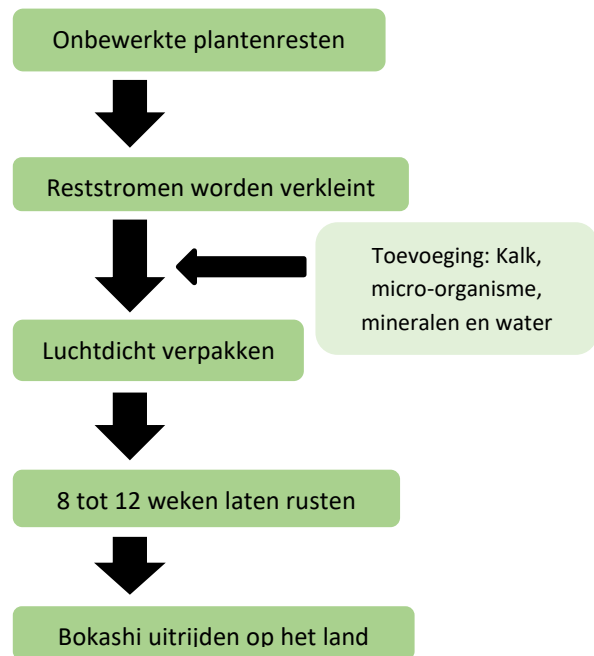 Onbewerkte plantenresten
Reststromen worden verkleint
Toevoeging: Kalk,
micro-organisme,
mineralen en water
Luchtdicht verpakken
8 tot 12 weken laten rusten
Bokashi uitrijden op het land